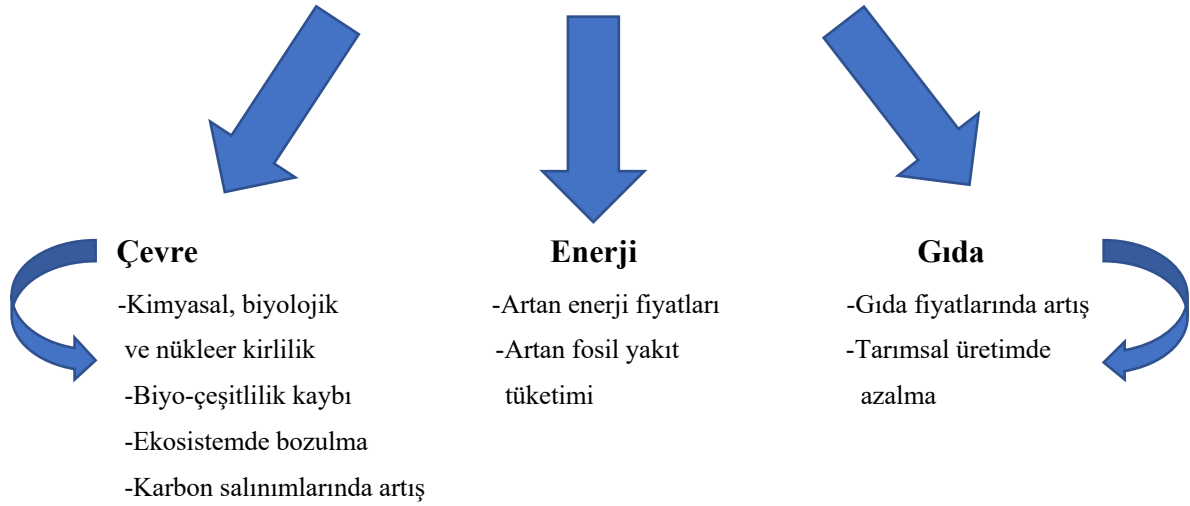 Çevre
-Kimyasal, biyolojik
ve nükleer kirlilik
-Biyo-çeşitlilik kaybı
-Ekosistemde bozulma
-Karbon salınımlarında artış
Enerji
-Artan enerji fiyatları
-Artan fosil yakıt
tüketimi
Gıda
-Gıda fiyatlarında artış
-Tarımsal üretimde
azalma